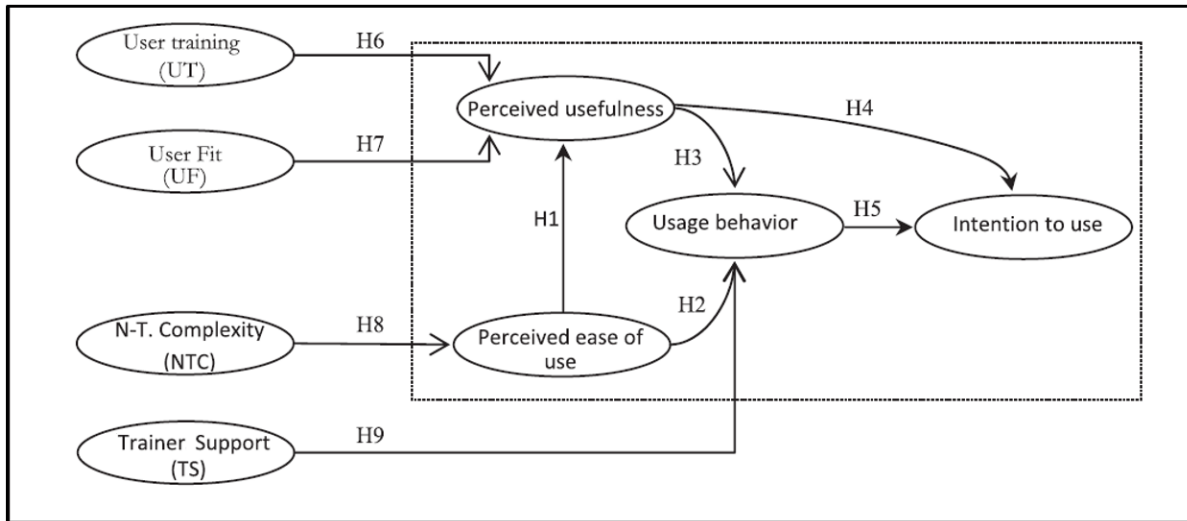 User training
(UT)
H6
Perceived usefulness
H4
User Fit
(UF)
H7
H3
H1
Usage behavior
H5
Intention to use
N-T. Complexity
(NTC)
H8
Perceived ease of
use
H2
Trainer Support
(TS)
H9